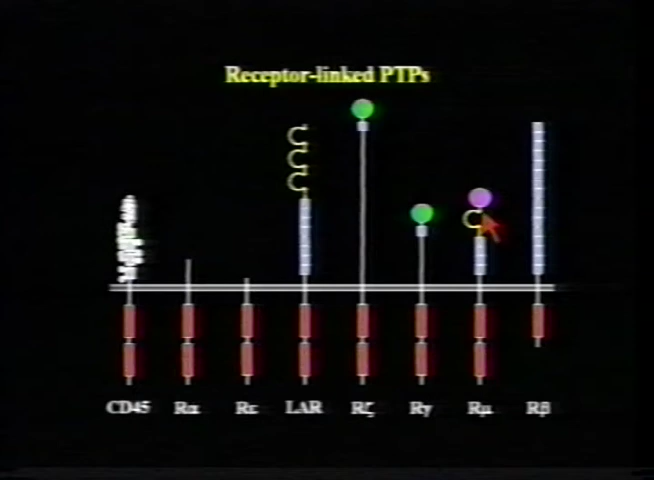 Receptor-linked PTPs
CD45 Rα Rε LAR Rζ Rγ Rμ Rβ